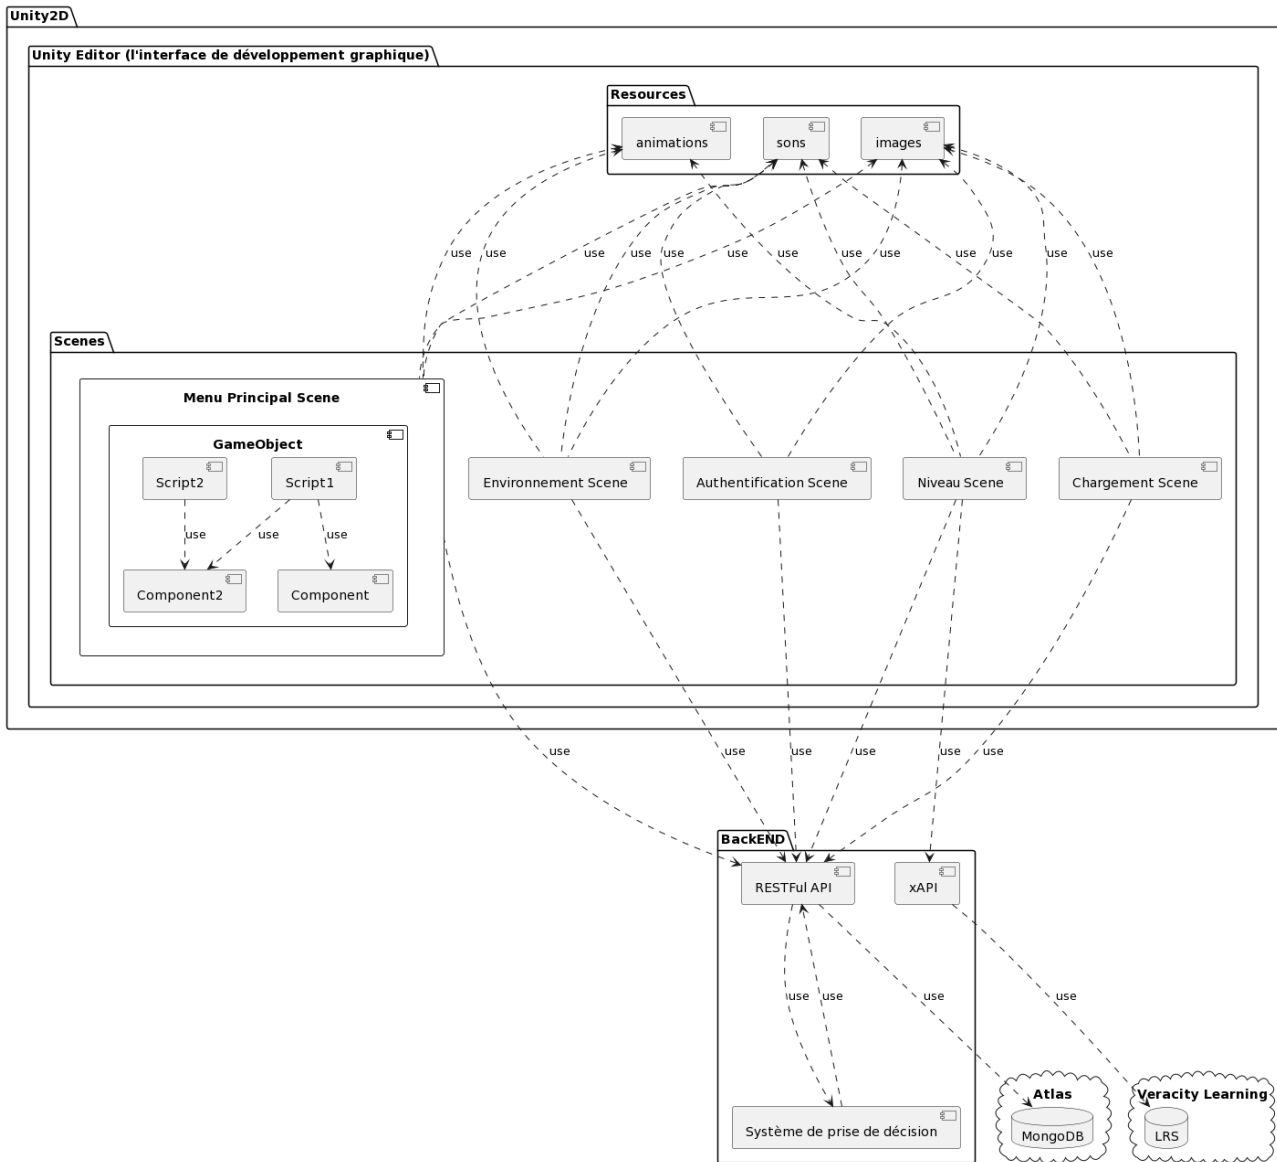 Unity2D
Unity Editor (l'interface de développement graphique)
Resources
animations
sons
images
use
use
use
use
use
use
use
use
use
use
use
use
Scenes
Menu Principal Scene
GameObject
Script2
Script1
Environnement Scene
Authentification Scene
Niveau Scene
Chargement Scene
use
use
use
Component2
Component
use
use
use
use
use
use
BackEND
RESTFul API
xAPI
use
use
use
use
Atlas
Veracity Learning
Système de prise de décision
MongoDB
LRS